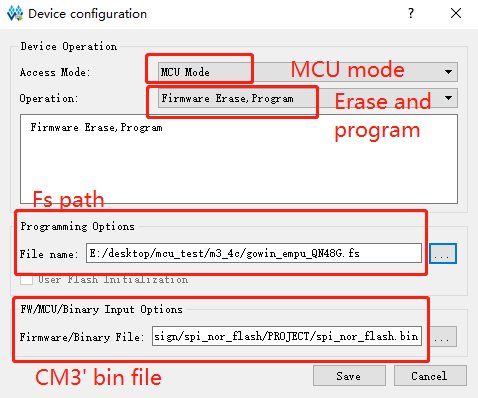 Device configuration
?
Device Operation
Access Mode:
MCU Mode
MCU mode
Operation:
Firmware Erase,Program
Erase and
program
Firmware Erase,Program
Fs path
Programming Options
File name:
E:/desktop/mcu_test/m3_4c/gowin_empu_QN48G.fs
...
User Flash Initialization
FW/MCU/Binary Input Options
Firmware/Binary File:
sign/spi_nor_flash/PROJECT/spi_nor_flash.bin
...
CM3' bin file
Save
Cancel